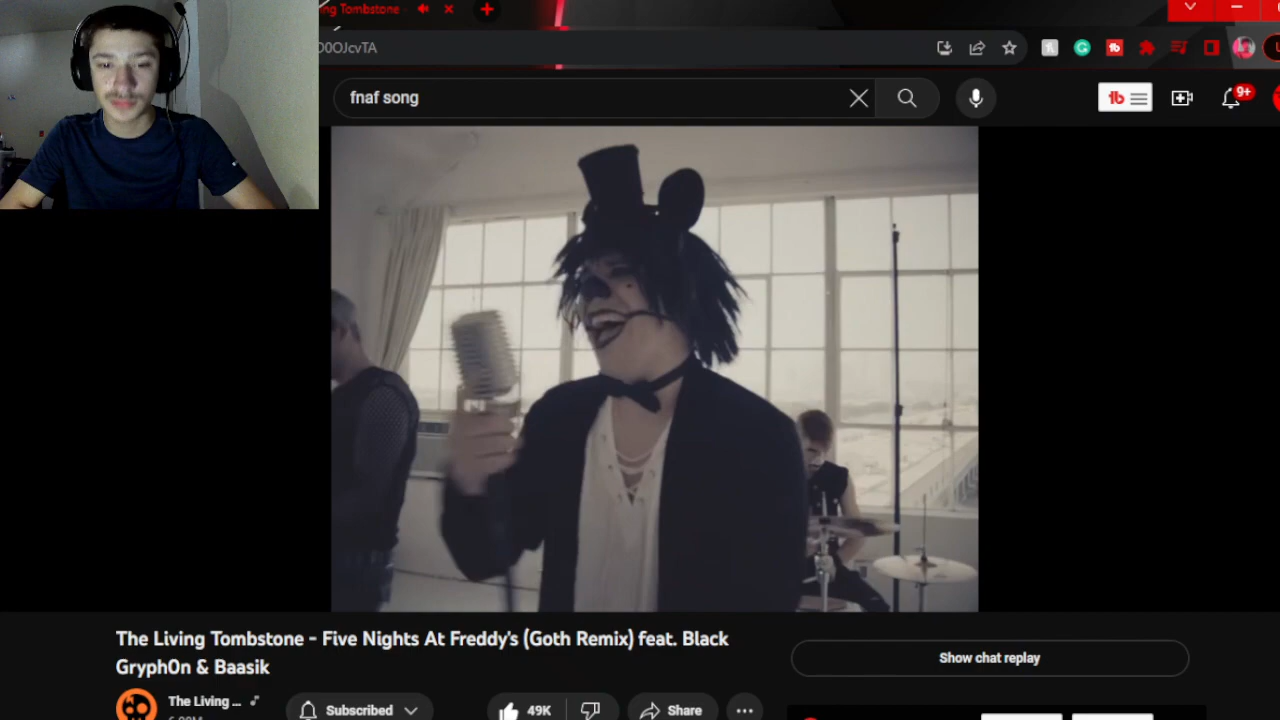 ng Tombstone
D0OJcvTA
fnaf song
9+
The Living Tombstone - Five Nights At Freddy's (Goth Remix) feat. Black
Gryph0n & Baasik
Show chat replay
The Living ...
Subscribed
49K
Share